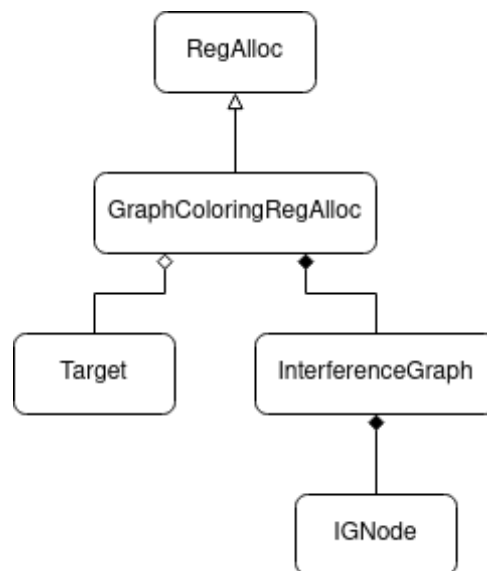 RegAlloc
GraphColoringRegAlloc
Target
InterferenceGraph
IGNode